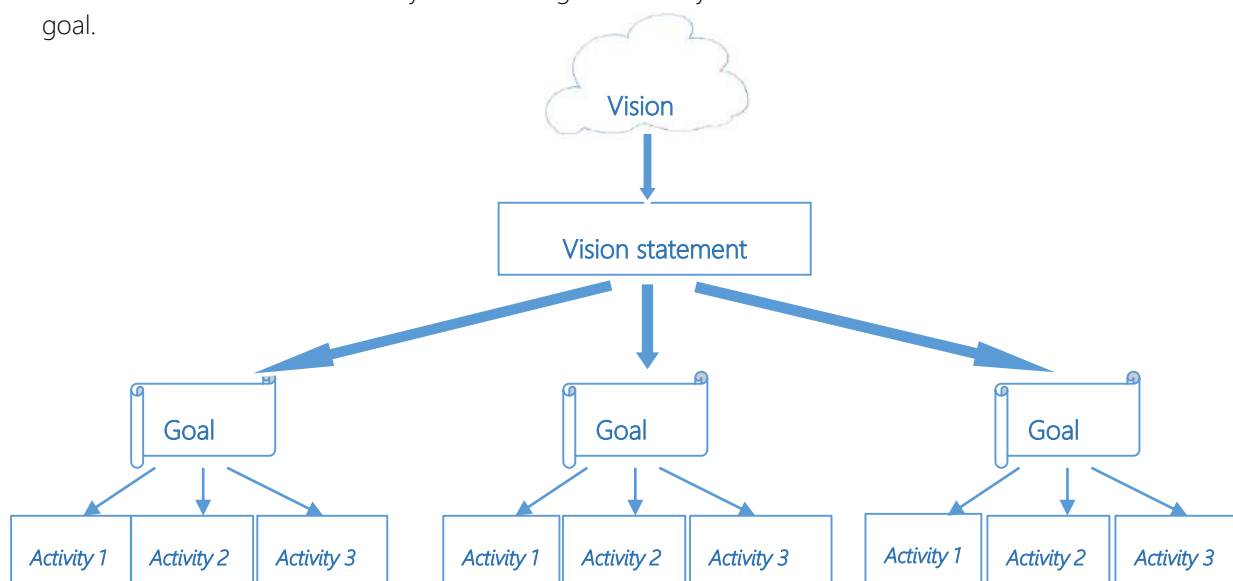 goal.
Vision
Vision statement
Goal Goal Goal
Activity 1 Activity 2 Activity 3 Activity 1 Activity 2 Activity 3 Activity 1 Activity 2 Activity 3